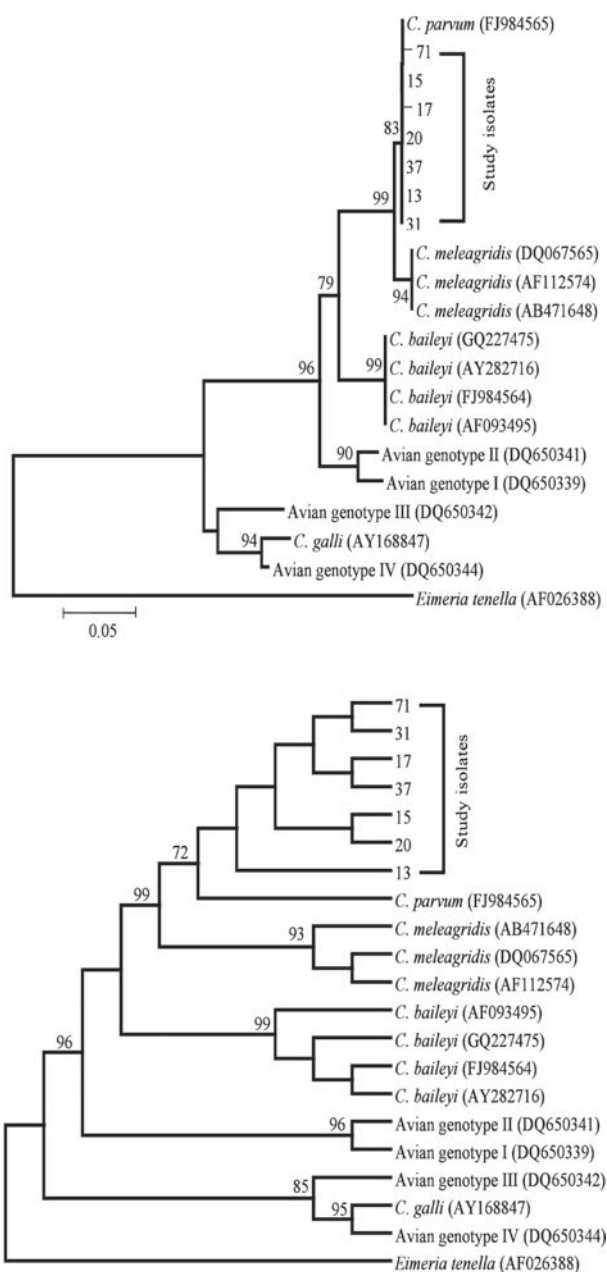 C. parvum (FJ984565)
71
15
17
83
20
37
13
99
31
Study isolates
C. meleagridis (DQ067565)
C. meleagridis (AF112574)
94
C. meleagridis (AB471648)
79
C. baileyi (GQ227475)
99
C. baileyi (AY282716)
96
C. baileyi (FJ984564)
C. baileyi (AF093495)
90
Avian genotype II (DQ650341)
Avian genotype I (DQ650339)
Avian genotype III (DQ650342)
94
C. galli (AY168847)
Avian genotype IV (DQ650344)
Eimeria tenella (AF026388)
0.05
71
31
17
37
15
20
13
Study isolates
72
C. parvum (FJ984565)
99
93
C. meleagridis (AB471648)
C. meleagridis (DQ067565)
C. meleagridis (AF112574)
99
C. baileyi (AF093495)
C. baileyi (GQ227475)
C. baileyi (FJ984564)
C. baileyi (AY282716)
96
96
Avian genotype II (DQ650341)
Avian genotype I (DQ650339)
85
Avian genotype III (DQ650342)
95
C. galli (AY168847)
Avian genotype IV (DQ650344)
Eimeria tenella (AF026388)